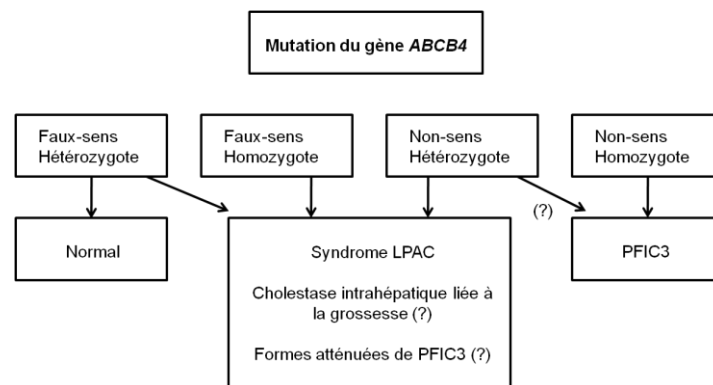 Mutation du gène ABCB4
Faux-sens
Hétérozygote
Faux-sens
Homozygote
Non-sens
Hétérozygote
Non-sens
Homozygote
(?)
Normal
Syndrome LPAC
Cholestase intrahépatique liée à
la grossesse (?)
Formes atténuées de PFIC3 (?)
PFIC3